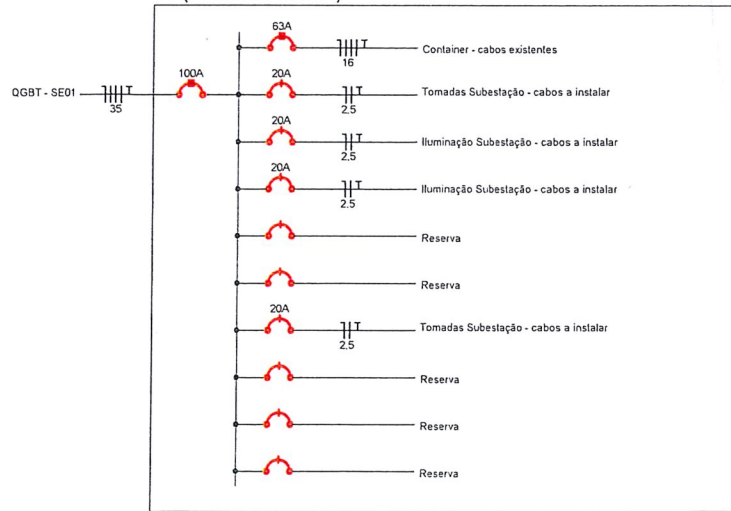 63A
16
Container - cabos existentes
QGBT - SE01
T
35
100A
20A
T
2.5
Tomadas Subestação - cabos a instalar
20A
T
2.5
Iluminação Subestação - cabos a instalar
20A
T
2.5
Iluminação Subestação - cabos a instalar
Reserva
Reserva
20A
T
2.5
Tomadas Subestação - cabos a instalar
Reserva
Reserva
Reserva